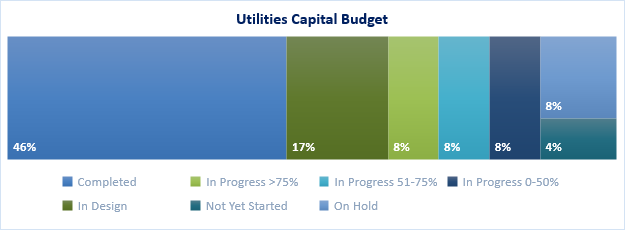 Utilities Capital Budget
46%
17%
8%
8%
8%
8%
4%
Completed
In Progress >75%
In Progress 51-75%
In Progress 0-50%
In Design
Not Yet Started
On Hold